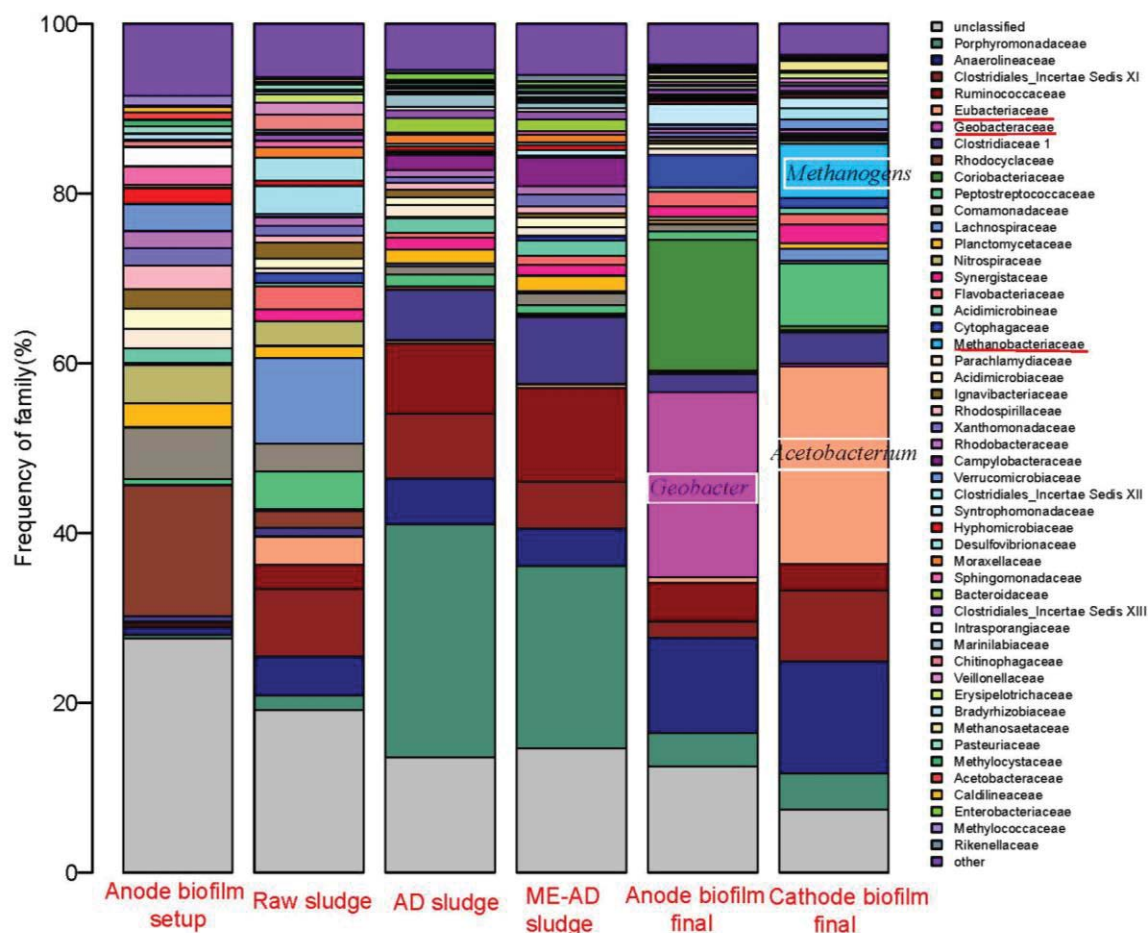 Frequency of family(%)
100
80
60
40
20
0
Methanogens
Acetobacterium
Geobacter
Anode biofilm
setup
Raw sludge
AD sludge
ME-AD
sludge
Anode biofilm
final
Cathode biofilm
final
unclassified
Porphyromonadaceae
Anaerolineaceae
Clostridiales_Incertae Sedis XI
Ruminococcaceae
Eubacteriaceae
Geobacteraceae
Clostridiaceae 1
Rhodocyclaceae
Coriobacteriaceae
Peptostreptococcaceae
Comamonadaceae
Lachnospiraceae
Planctomycetaceae
Nitrospiraceae
Synergistaceae
Flavobacteriaceae
Acidimicrobineae
Cytophagaceae
Methanobacteriaceae
Parachlamydiaceae
Acidimicrobiaceae
Ignavibacteriaceae
Rhodospirillaceae
Xanthomonadaceae
Rhodobacteraceae
Campylobacteraceae
Verrucomicrobiaceae
Clostridiales_Incertae Sedis XII
Syntrophomonadaceae
Hyphomicrobiaceae
Desulfovibrionaceae
Moraxellaceae
Sphingomonadaceae
Bacteroidaceae
Clostridiales_Incertae Sedis XIII
Intrasporangiaceae
Marinilabiaceae
Chitinophagaceae
Veillonellaceae
Erysipelotrichaceae
Bradyrhizobiaceae
Methanosaetaceae
Pasteuriaceae
Methylocystaceae
Acetobacteraceae
Caldilineaceae
Enterobacteriaceae
Methylococcaceae
Rikenellaceae
other